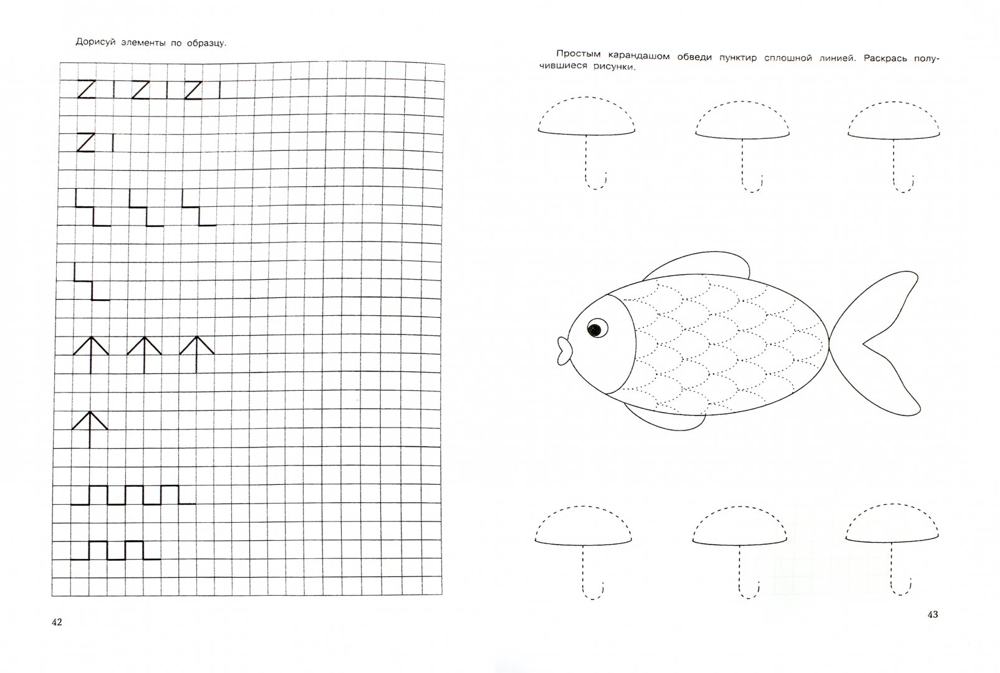 Дорисуй элементы по образцу.
42
Простым карандашом обведи пунктир сплошной линией. Раскрась полу-
чившиеся рисунки.
43